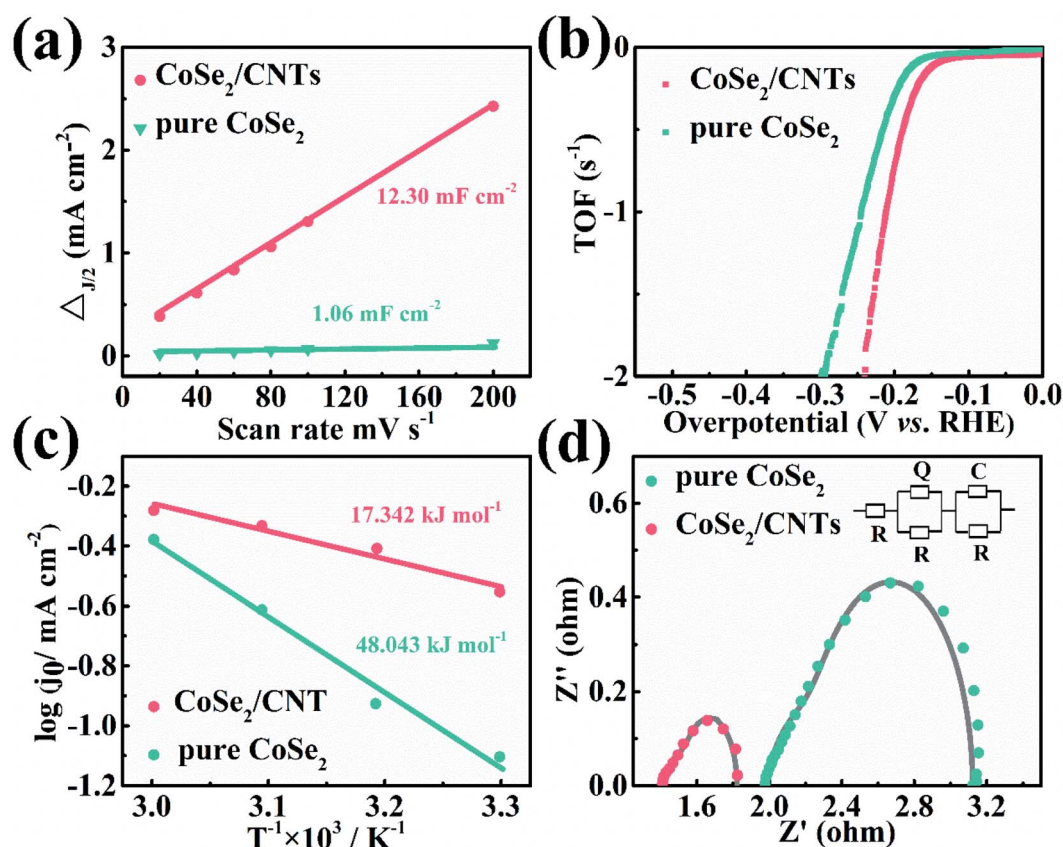 (a)
3
2
1
0
Δ J/2 (mA cm⁻²)
CoSe₂/CNTs
pure CoSe₂
12.30 mF cm⁻²
1.06 mF cm⁻²
0 40 80 120 160 200
Scan rate mV s⁻¹
(b)
0
-1
-2
TOF (s⁻¹)
CoSe₂/CNTs
pure CoSe₂
-0.5 -0.4 -0.3 -0.2 -0.1 0.0
Overpotential (V vs. RHE)
(c)
-0.2
-0.4
-0.6
-0.8
-1.0
-1.2
log (j0/ mA cm⁻²)
17.342 kJ mol⁻¹
48.043 kJ mol⁻¹
CoSe₂/CNT
pure CoSe₂
3.0 3.1 3.2 3.3
T⁻¹×10³ / K⁻¹
(d)
0.6
0.4
0.2
0.0
Z'' (ohm)
pure CoSe₂
CoSe₂/CNTs
Q C
R R R
1.6 2.0 2.4 2.8 3.2
Z' (ohm)